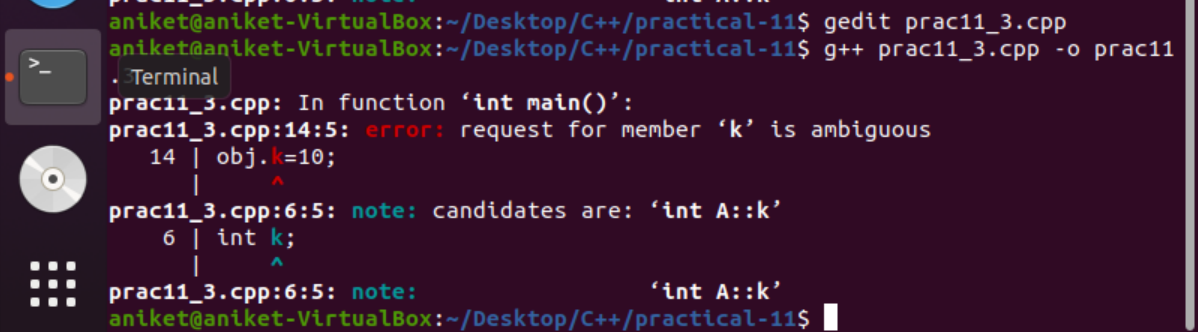 aniket@aniket-VirtualBox:~/Desktop/C++/practical-11$ gedit prac11_3.cpp
aniket@aniket-VirtualBox:~/Desktop/C++/practical-11$ g++ prac11_3.cpp -o prac11
Terminal
prac11_3.cpp: In function ‘int main()’:
prac11_3.cpp:14:5: error: request for member ‘k’ is ambiguous
14 | obj.k=10;
| ^
prac11_3.cpp:6:5: note: candidates are: ‘int A::k’
6 | int k;
| ^
prac11_3.cpp:6:5: note: ‘int A::k’
aniket@aniket-VirtualBox:~/Desktop/C++/practical-11$